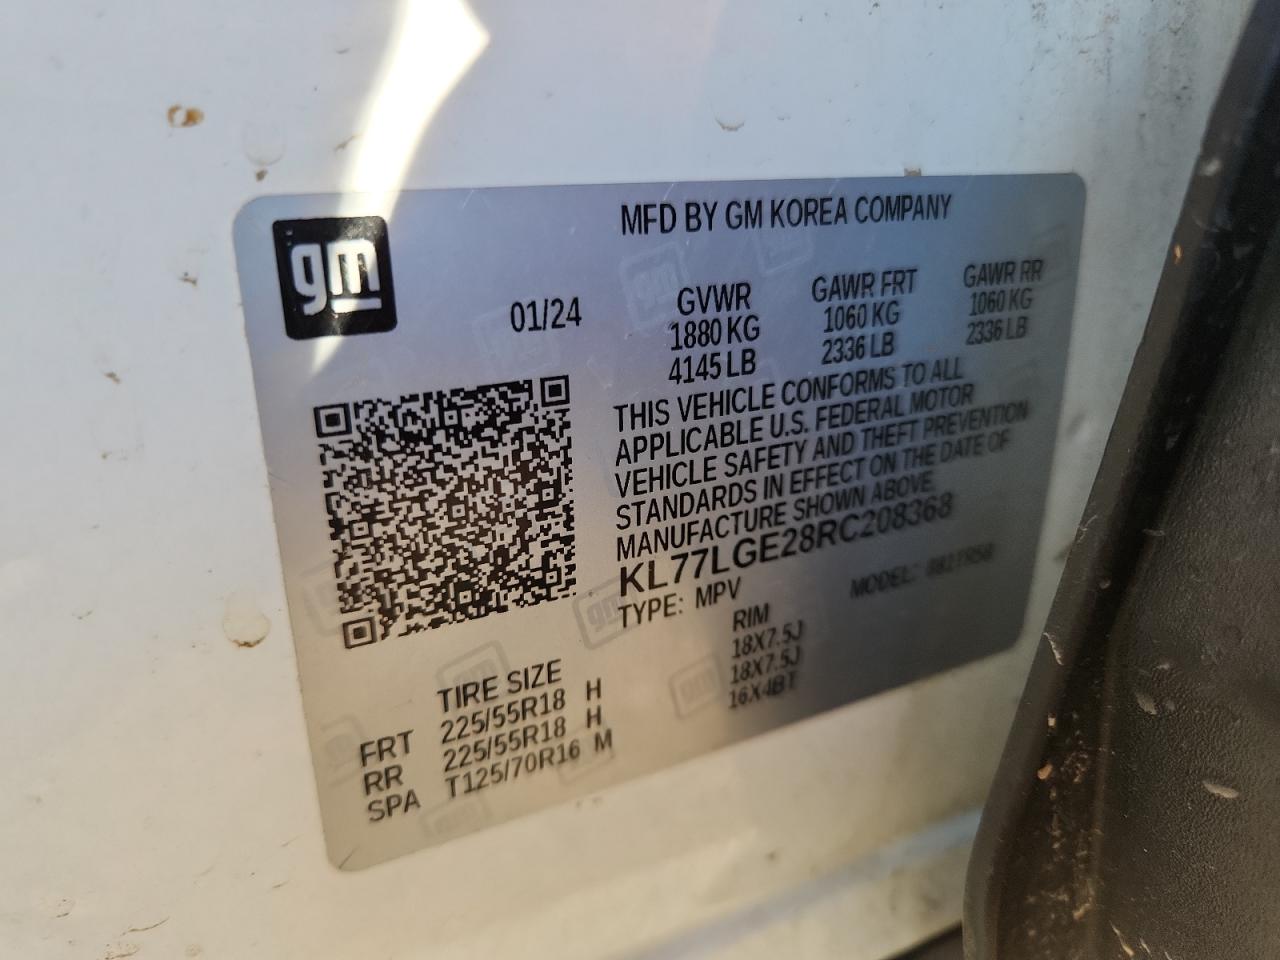 gm
MFD BY GM KOREA COMPANY
01/24
GVWR GAWR FRT GAWR RR
1880 KG 1060 KG 1060 KG
4145 LB 2336 LB 2336 LB
THIS VEHICLE CONFORMS TO ALL
APPLICABLE U.S. FEDERAL MOTOR
VEHICLE SAFETY AND THEFT PREVENTION
STANDARDS IN EFFECT ON THE DATE OF
MANUFACTURE SHOWN ABOVE.
KL77LGE28RC208368
TYPE: MPV MODEL:
TIRE SIZE RIM
FRT 225/55R18 H 18X7.5J
RR 225/55R18 H 18X7.5J
SPA T125/70R16 M 16X4BT